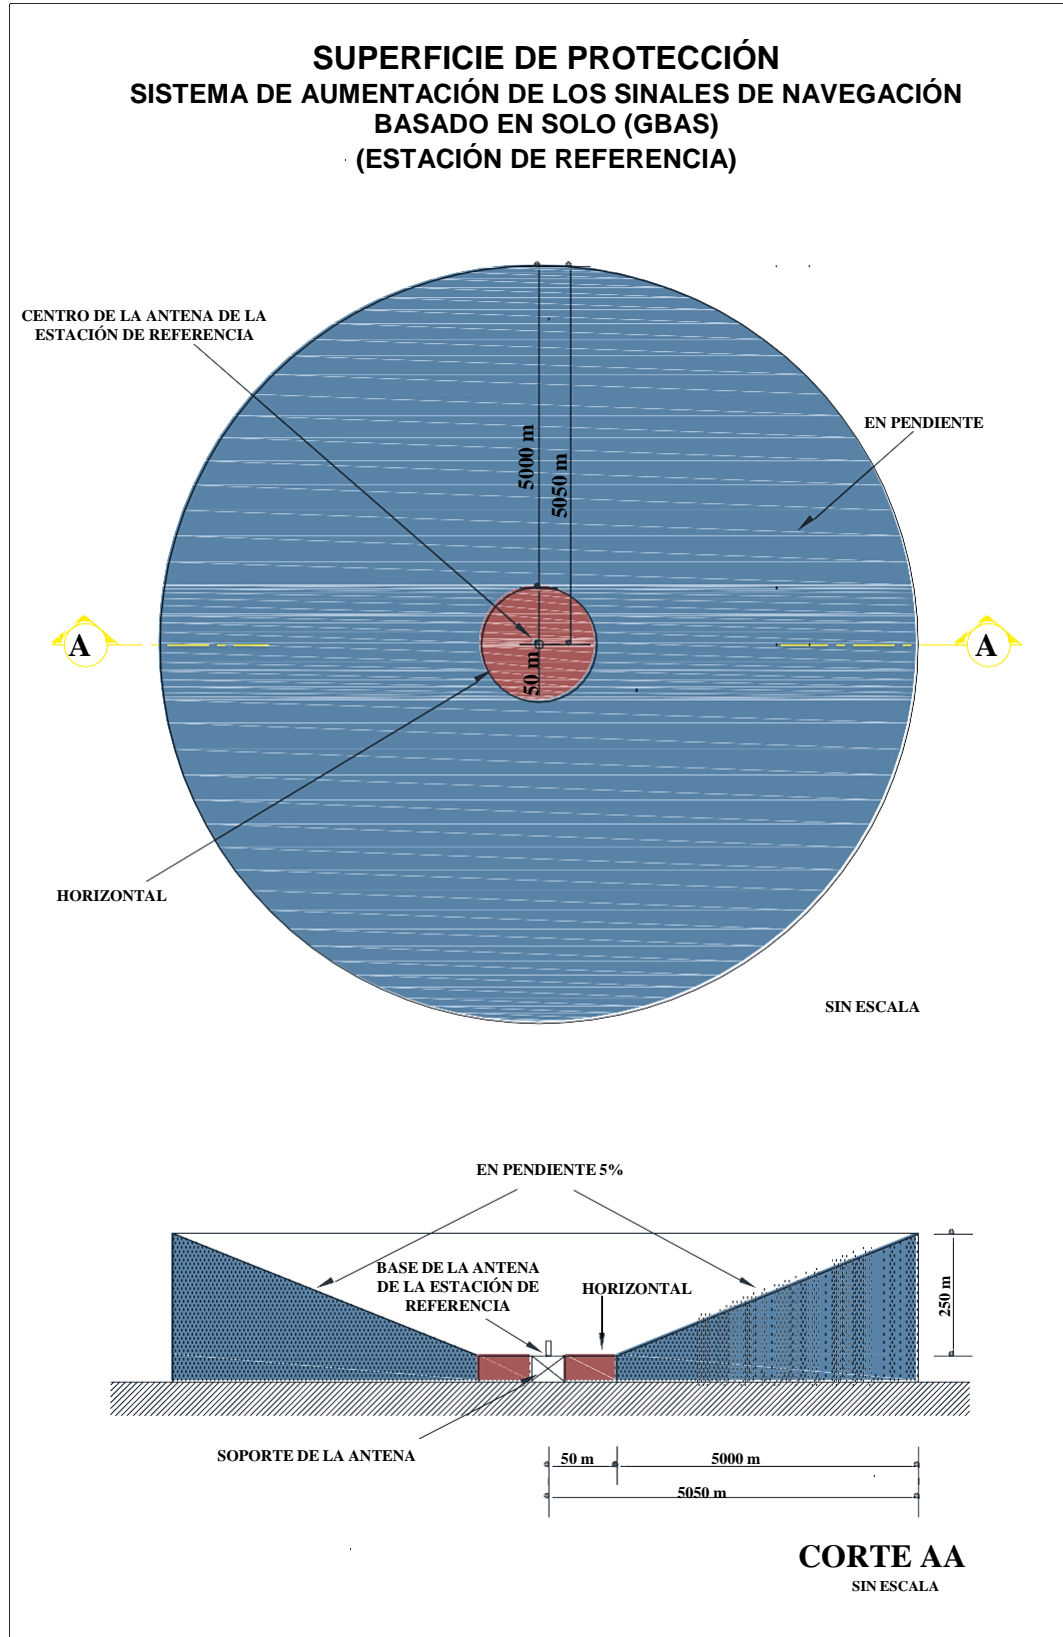 SUPERFICIE DE PROTECCIÓN
SISTEMA DE AUMENTACIÓN DE LOS SINALES DE NAVEGACIÓN
BASADO EN SOLO (GBAS)
(ESTACIÓN DE REFERENCIA)
CENTRO DE LA ANTENA DE LA
ESTACIÓN DE REFERENCIA
EN PENDIENTE
5000 m
5050 m
A
A
50 m
HORIZONTAL
SIN ESCALA
EN PENDIENTE 5%
BASE DE LA ANTENA
DE LA ESTACIÓN DE
REFERENCIA
HORIZONTAL
250 m
SOPORTE DE LA ANTENA
50 m
5000 m
5050 m
CORTE AA
SIN ESCALA